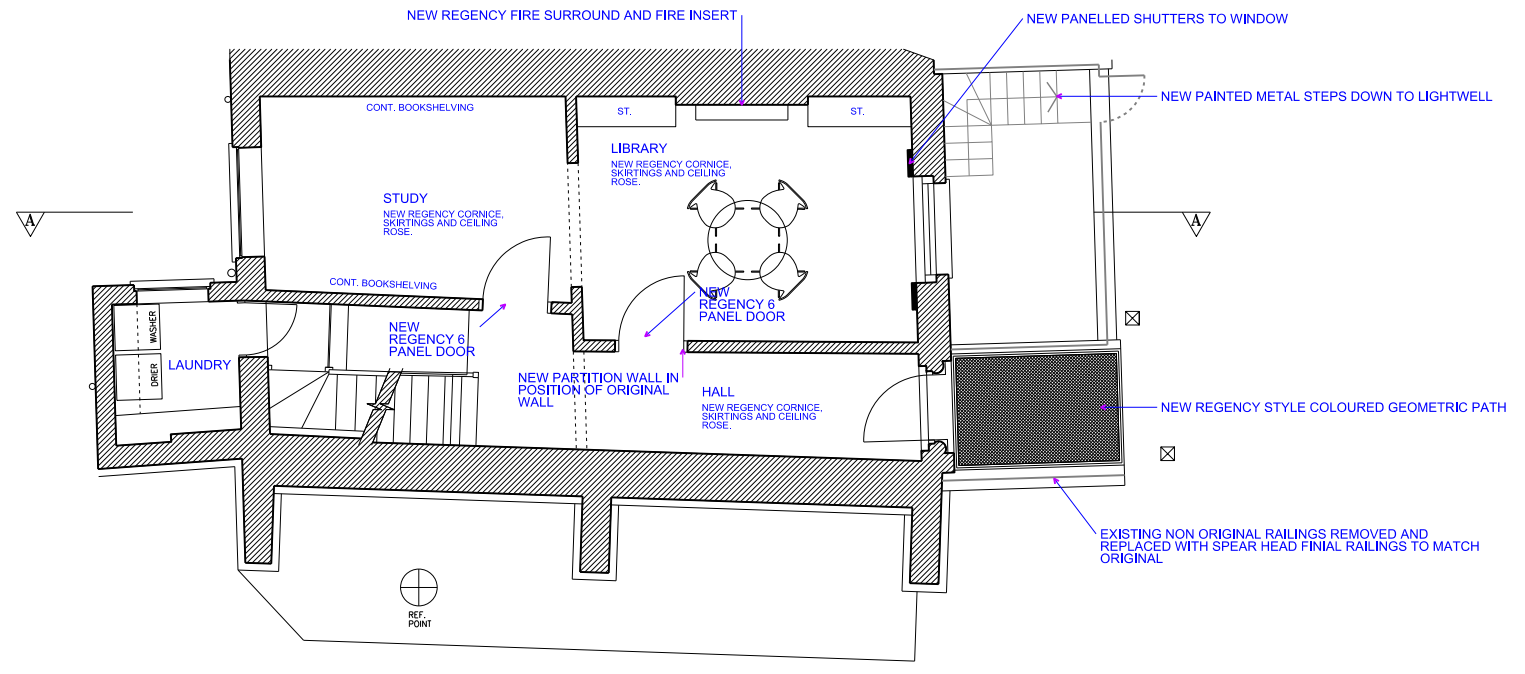 NEW REGENCY FIRE SURROUND AND FIRE INSERT
NEW PANELLED SHUTTERS TO WINDOW
NEW PAINTED METAL STEPS DOWN TO LIGHTWELL
CONT. BOOKSHELVING
ST.
ST.
LIBRARY
NEW REGENCY CORNICE,
SKIRTINGS AND CEILING
ROSE.
STUDY
NEW REGENCY CORNICE,
SKIRTINGS AND CEILING
ROSE.
A
A
CONT. BOOKSHELVING
NEW
REGENCY 6
PANEL DOOR
NEW
REGENCY 6
PANEL DOOR
WASHER
DRIER
LAUNDRY
NEW PARTITION WALL IN
POSITION OF ORIGINAL
WALL
HALL
NEW REGENCY CORNICE,
SKIRTINGS AND CEILING
ROSE.
NEW REGENCY STYLE COLOURED GEOMETRIC PATH
EXISTING NON ORIGINAL RAILINGS REMOVED AND
REPLACED WITH SPEAR HEAD FINIAL RAILINGS TO MATCH
ORIGINAL
REF.
POINT